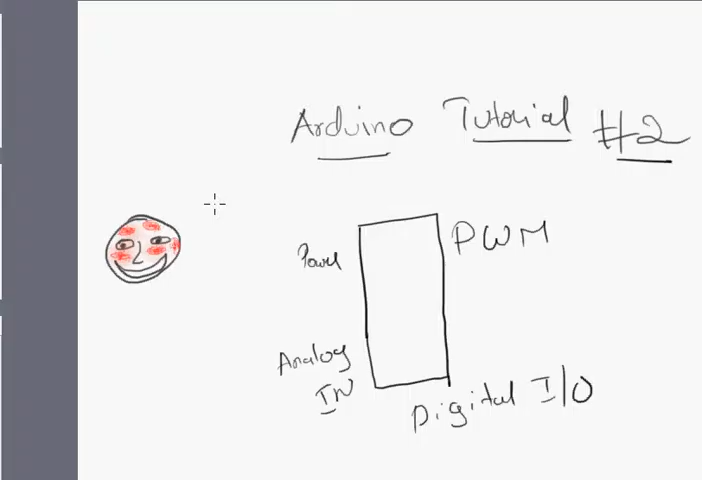 Arduino Tutorial #2
PWM
Power
Analog
IN
Digital I/O